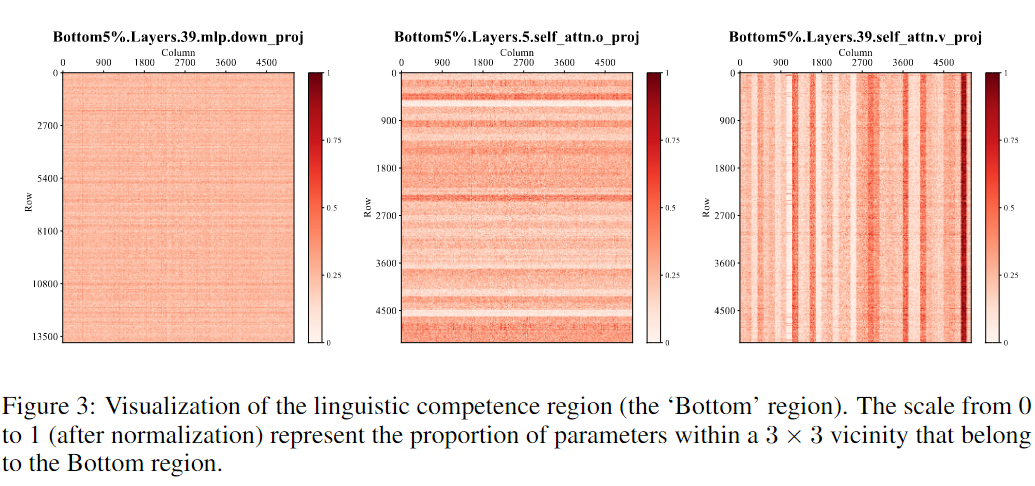 Bottom5%.Layers.39.mlp.down_proj
Column
0 900 1800 2700 3600 4500
Row
0
2700
5400
8100
10800
13500
1
0.75
0.5
0.25
0
Bottom5%.Layers.5.self_attn.o_proj
Column
0 900 1800 2700 3600 4500
Row
0
900
1800
2700
3600
4500
1
0.75
0.5
0.25
0
Bottom5%.Layers.39.self_attn.v_proj
Column
0 900 1800 2700 3600 4500
Row
0
900
1800
2700
3600
4500
1
0.75
0.5
0.25
0
Figure 3: Visualization of the linguistic competence region (the ‘Bottom’ region). The scale from 0
to 1 (after normalization) represent the proportion of parameters within a 3 × 3 vicinity that belong
to the Bottom region.